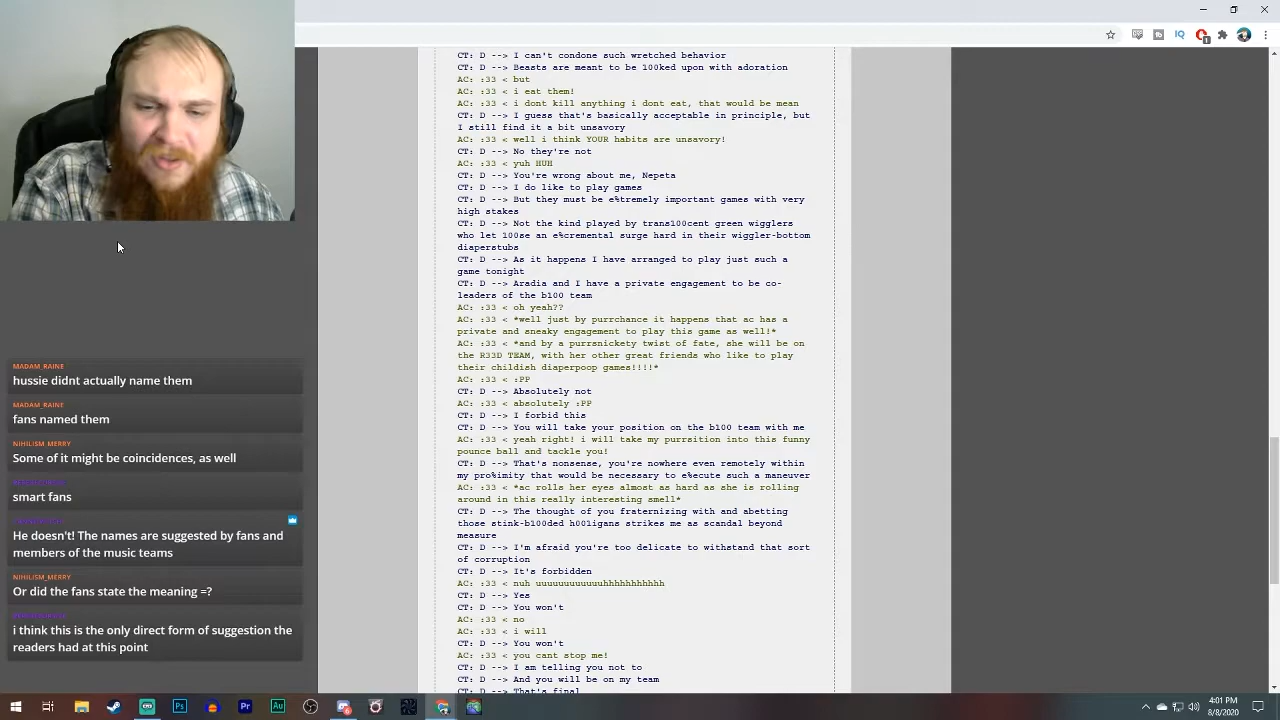 CT: D --> I can't condone such wretched behavior
CT: D --> Beasts are meant to be 100ked upon with adoration
AC: :33 < but
AC: :33 < i eat them!
AC: :33 < i dont kill anything i dont eat, that would be mean
CT: D --> I guess that's basically acceptable in principle, but
I still find it a bit unsavory
AC: :33 < well i think YOUR habits are unsavory!
CT: D --> No they're not
AC: :33 < yuh HUH
CT: D --> You're wrong about me, Nepeta
CT: D --> I do like to play games
CT: D --> But they must be e%tremely important games with very
high stakes
CT: D --> Not the kind played by trans100cent green wigglers
who let 100se an e%cremental surge hard in their wiggler-bottom
diaperstubs
CT: D --> As it happens I have arranged to play just such a
game tonight
CT: D --> Aradia and I have a private engagement to be co-
leaders of the b100 team
AC: :33 < oh yeah??
AC: :33 < *well just by purrchance it happens that ac has a
private and sneaky engagement to play this game as well!*
AC: :33 < *and by a purrsnickety twist of fate, she will be on
the R33D TEAM, with her other great friends who like to play
their childish diaperpoop games!!!!*
AC: :33 < :PP
CT: D --> Absolutely not
AC: :33 < absolutely :PP
CT: D --> I forbid this
CT: D --> You will take your position on the b100 team with me
AC: :33 < yeah right! i will take my purrsition into this funny
pounce ball and tackle you!
CT: D --> That's nonsense, you're nowhere even remotely within
my pro%imity that would be necessary to e%ecute such a maneuver
AC: :33 < *ac rolls her eyes almost as hard as she is rolling
around in this really interesting smell*
CT: D --> The thought of you fraternizing with and abetting
those stink-b100ded h001igans strikes me as scandal beyond
measure
CT: D --> I'm afraid you're too delicate to withstand that sort
of corruption
CT: D --> It's forbidden
AC: :33 < nuh uuuuuuuuuuuuhhhhhhhhhhh
CT: D --> Yes
CT: D --> You won't
AC: :33 < no
AC: :33 < i will
CT: D --> You won't
AC: :33 < you cant stop me!
CT: D --> I am telling you not to
CT: D --> And you will be on my team
CT: D --> That's final
MADAM_RAINE
hussie didnt actually name them
MADAM_RAINE
fans named them
NIHILISM_MERRY
Some of it might be coincidences, as well
smart fans
He doesn't! The names are suggested by fans and
members of the music teams
NIHILISM_MERRY
Or did the fans state the meaning =?
i think this is the only direct form of suggestion the
readers had at this point
IQ
1
Ps
Pr
Au
4:01 PM
8/8/2020